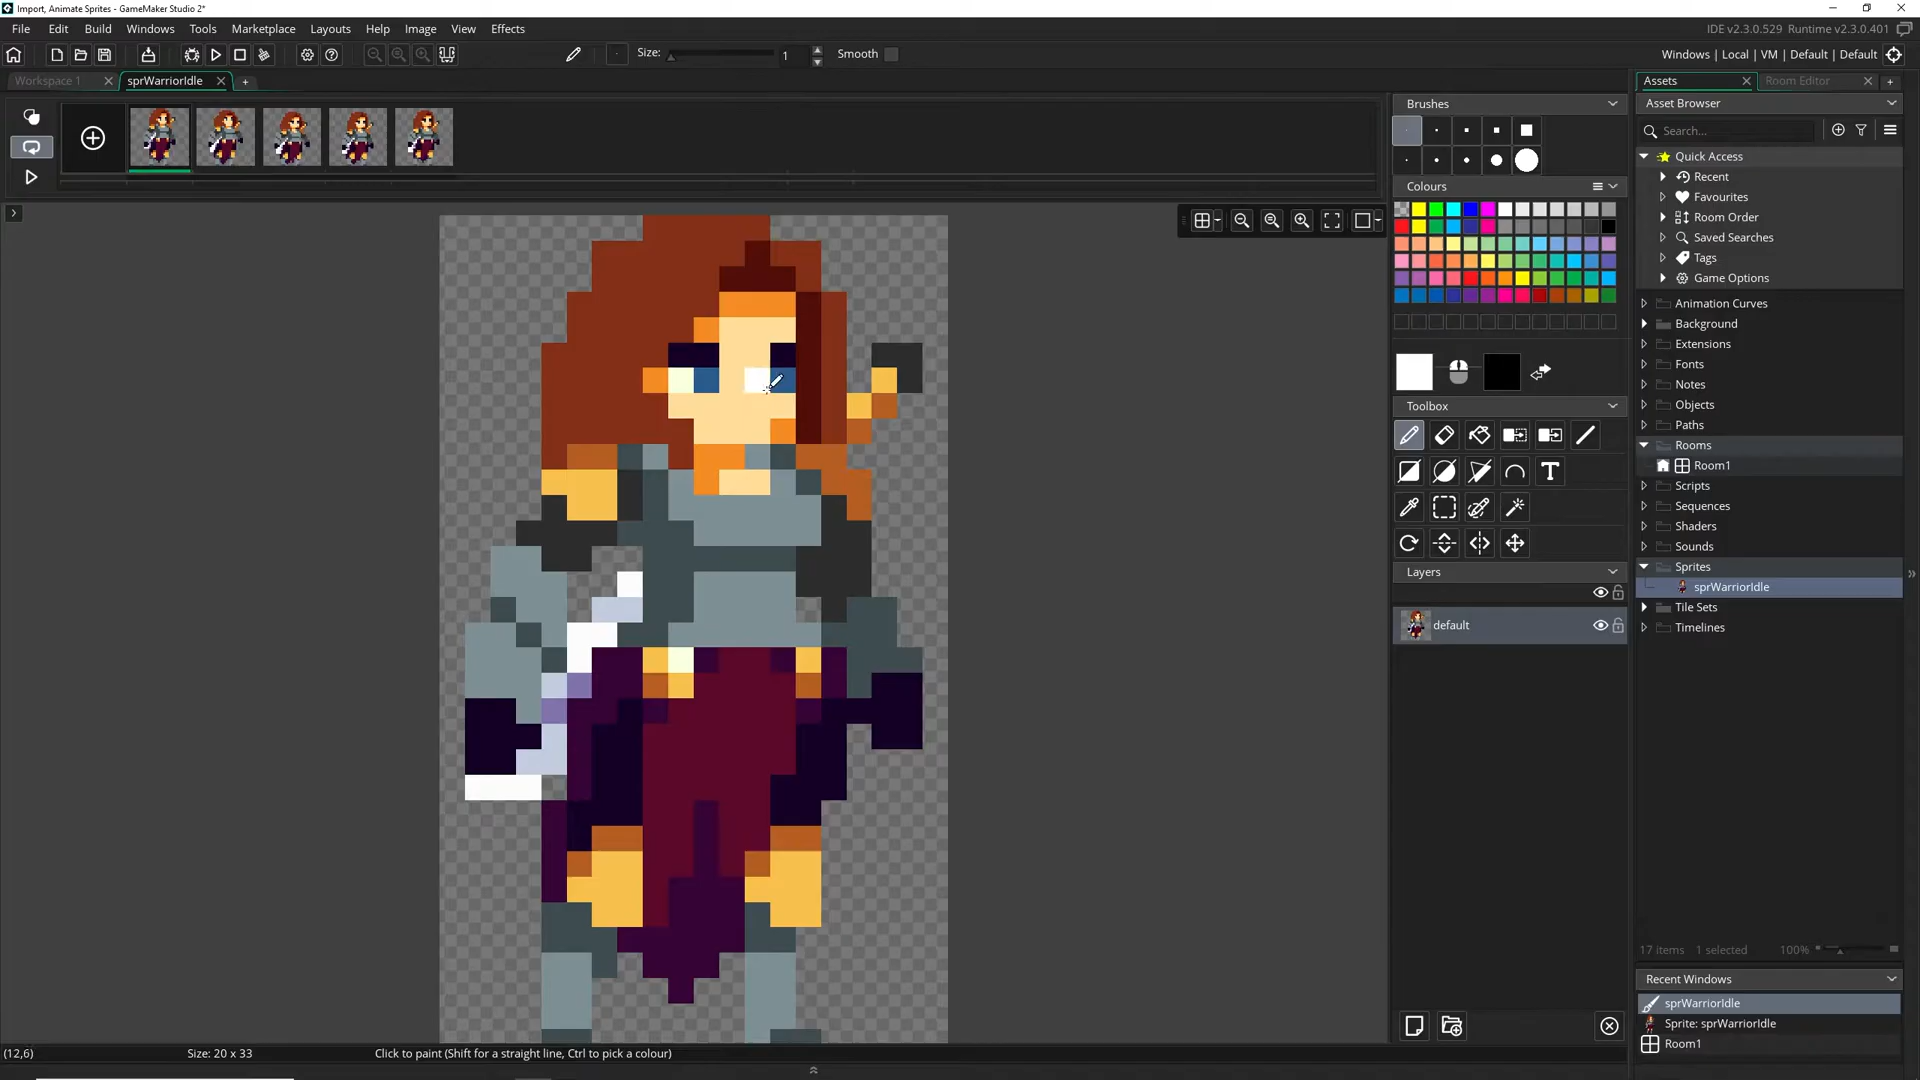 Import, Animate Sprites - GameMaker Studio 2*
File Edit Build Windows Tools Marketplace Layouts Help Image View Effects
IDE v2.3.0.529 Runtime v2.3.0.401
Size: 1 Smooth
Windows | Local | VM | Default | Default
Workspace 1
sprWarriorIdle
Assets
Room Editor
Brushes
Asset Browser
Search...
Quick Access
Recent
Favourites
Room Order
Saved Searches
Tags
Game Options
Colours
Animation Curves
Background
Extensions
Fonts
Notes
Objects
Paths
Rooms
Room1
Scripts
Sequences
Shaders
Sounds
Sprites
sprWarriorIdle
Tile Sets
Timelines
Toolbox
T
Layers
default
17 items 1 selected 100%
Recent Windows
sprWarriorIdle
Sprite: sprWarriorIdle
Room1
(12,6)
Size: 20 x 33
Click to paint (Shift for a straight line, Ctrl to pick a colour)